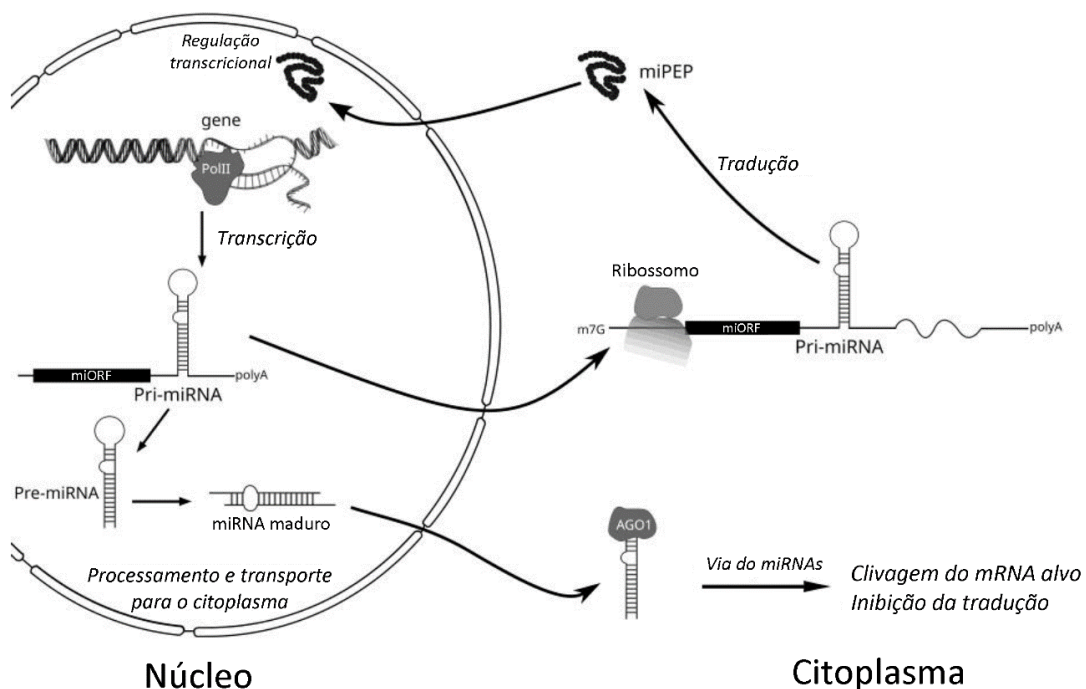 Regulação
transcricional
gene
PolII
Transcrição
miORF
polyA
Pri-miRNA
Pre-miRNA
miRNA maduro
Processamento e transporte
para o citoplasma
Núcleo
miPEP
Tradução
Ribossomo
m7G
miORF
polyA
Pri-miRNA
AGO1
Via do miRNAs
Clivagem do mRNA alvo
Inibição da tradução
Citoplasma